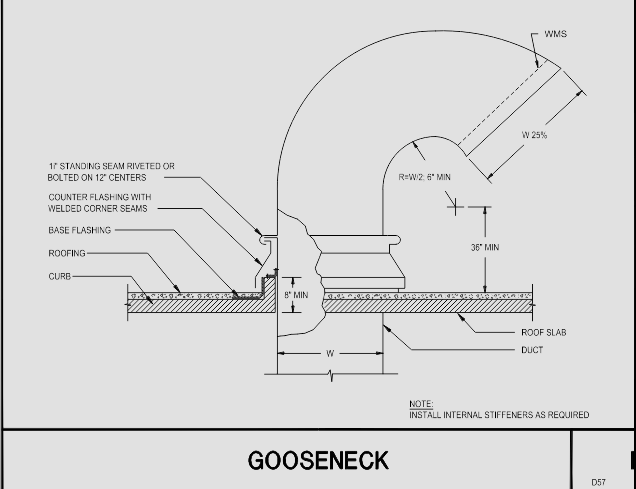 WMS
W 25%
1½" STANDING SEAM RIVETED OR
BOLTED ON 12" CENTERS
R=W/2: 6" MIN
COUNTER FLASHING WITH
WELDED CORNER SEAMS
BASE FLASHING
36" MIN
ROOFING
CURB
8" MIN
ROOF SLAB
DUCT
W
NOTE:
INSTALL INTERNAL STIFFENERS AS REQUIRED
GOOSENECK
D57